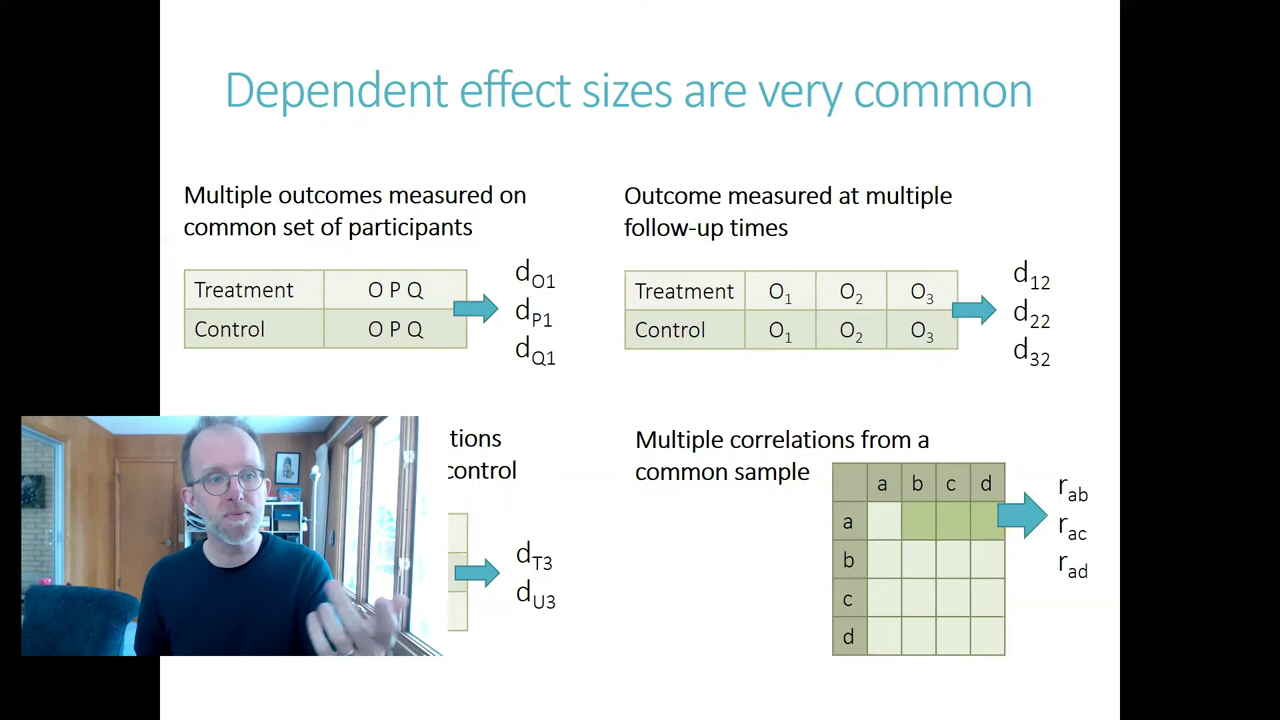 Dependent effect sizes are very common
Multiple outcomes measured on
common set of participants
Treatment O P Q
Control O P Q
dO1
dP1
dQ1
Outcome measured at multiple
follow-up times
Treatment O1 O2 O3
Control O1 O2 O3
d12
d22
d32
tions
control
dT3
dU3
Multiple correlations from a
common sample
a b c d
a
b
c
d
rab
rac
rad